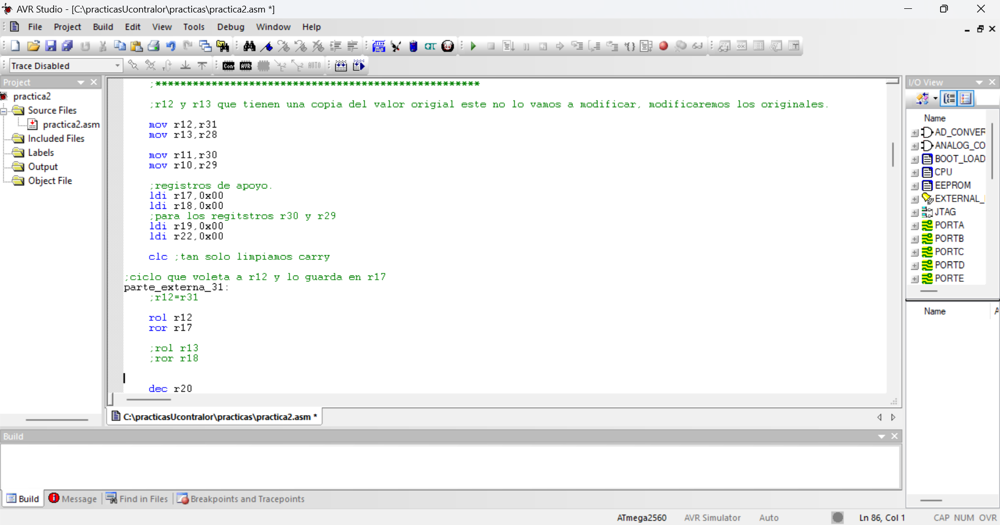 AVR Studio - [C:\practicasUcontralor\practicas\practica2.asm *]
File Project Build Edit View Tools Debug Window Help
Trace Disabled
Con AVR AUTO
Project
practica2
Source Files
practica2.asm
Included Files
Labels
Output
Object File
;****************************************************
;r12 y r13 que tienen una copia del valor origial este no lo vamos a modificar, modificaremos los originales.
mov r12,r31
mov r13,r28
mov r11,r30
mov r10,r29
;registros de apoyo.
ldi r17,0x00
ldi r18,0x00
;para los regitstros r30 y r29
ldi r19,0x00
ldi r22,0x00
clc ;tan solo limpiamos carry
;ciclo que voleta a r12 y lo guarda en r17
parte_externa_31:
;r12=r31
rol r12
ror r17
;rol r13
;ror r18
dec r20
C:\practicasUcontralor\practicas\practica2.asm *
I/O View
Name
AD_CONVER
ANALOG_CO
BOOT_LOAD
CPU
EEPROM
EXTERNAL_
JTAG
PORTA
PORTB
PORTC
PORTD
PORTE
Name A
Build
Build Message Find in Files Breakpoints and Tracepoints
ATmega2560 AVR Simulator Auto Ln 86, Col 1 CAP NUM OVR